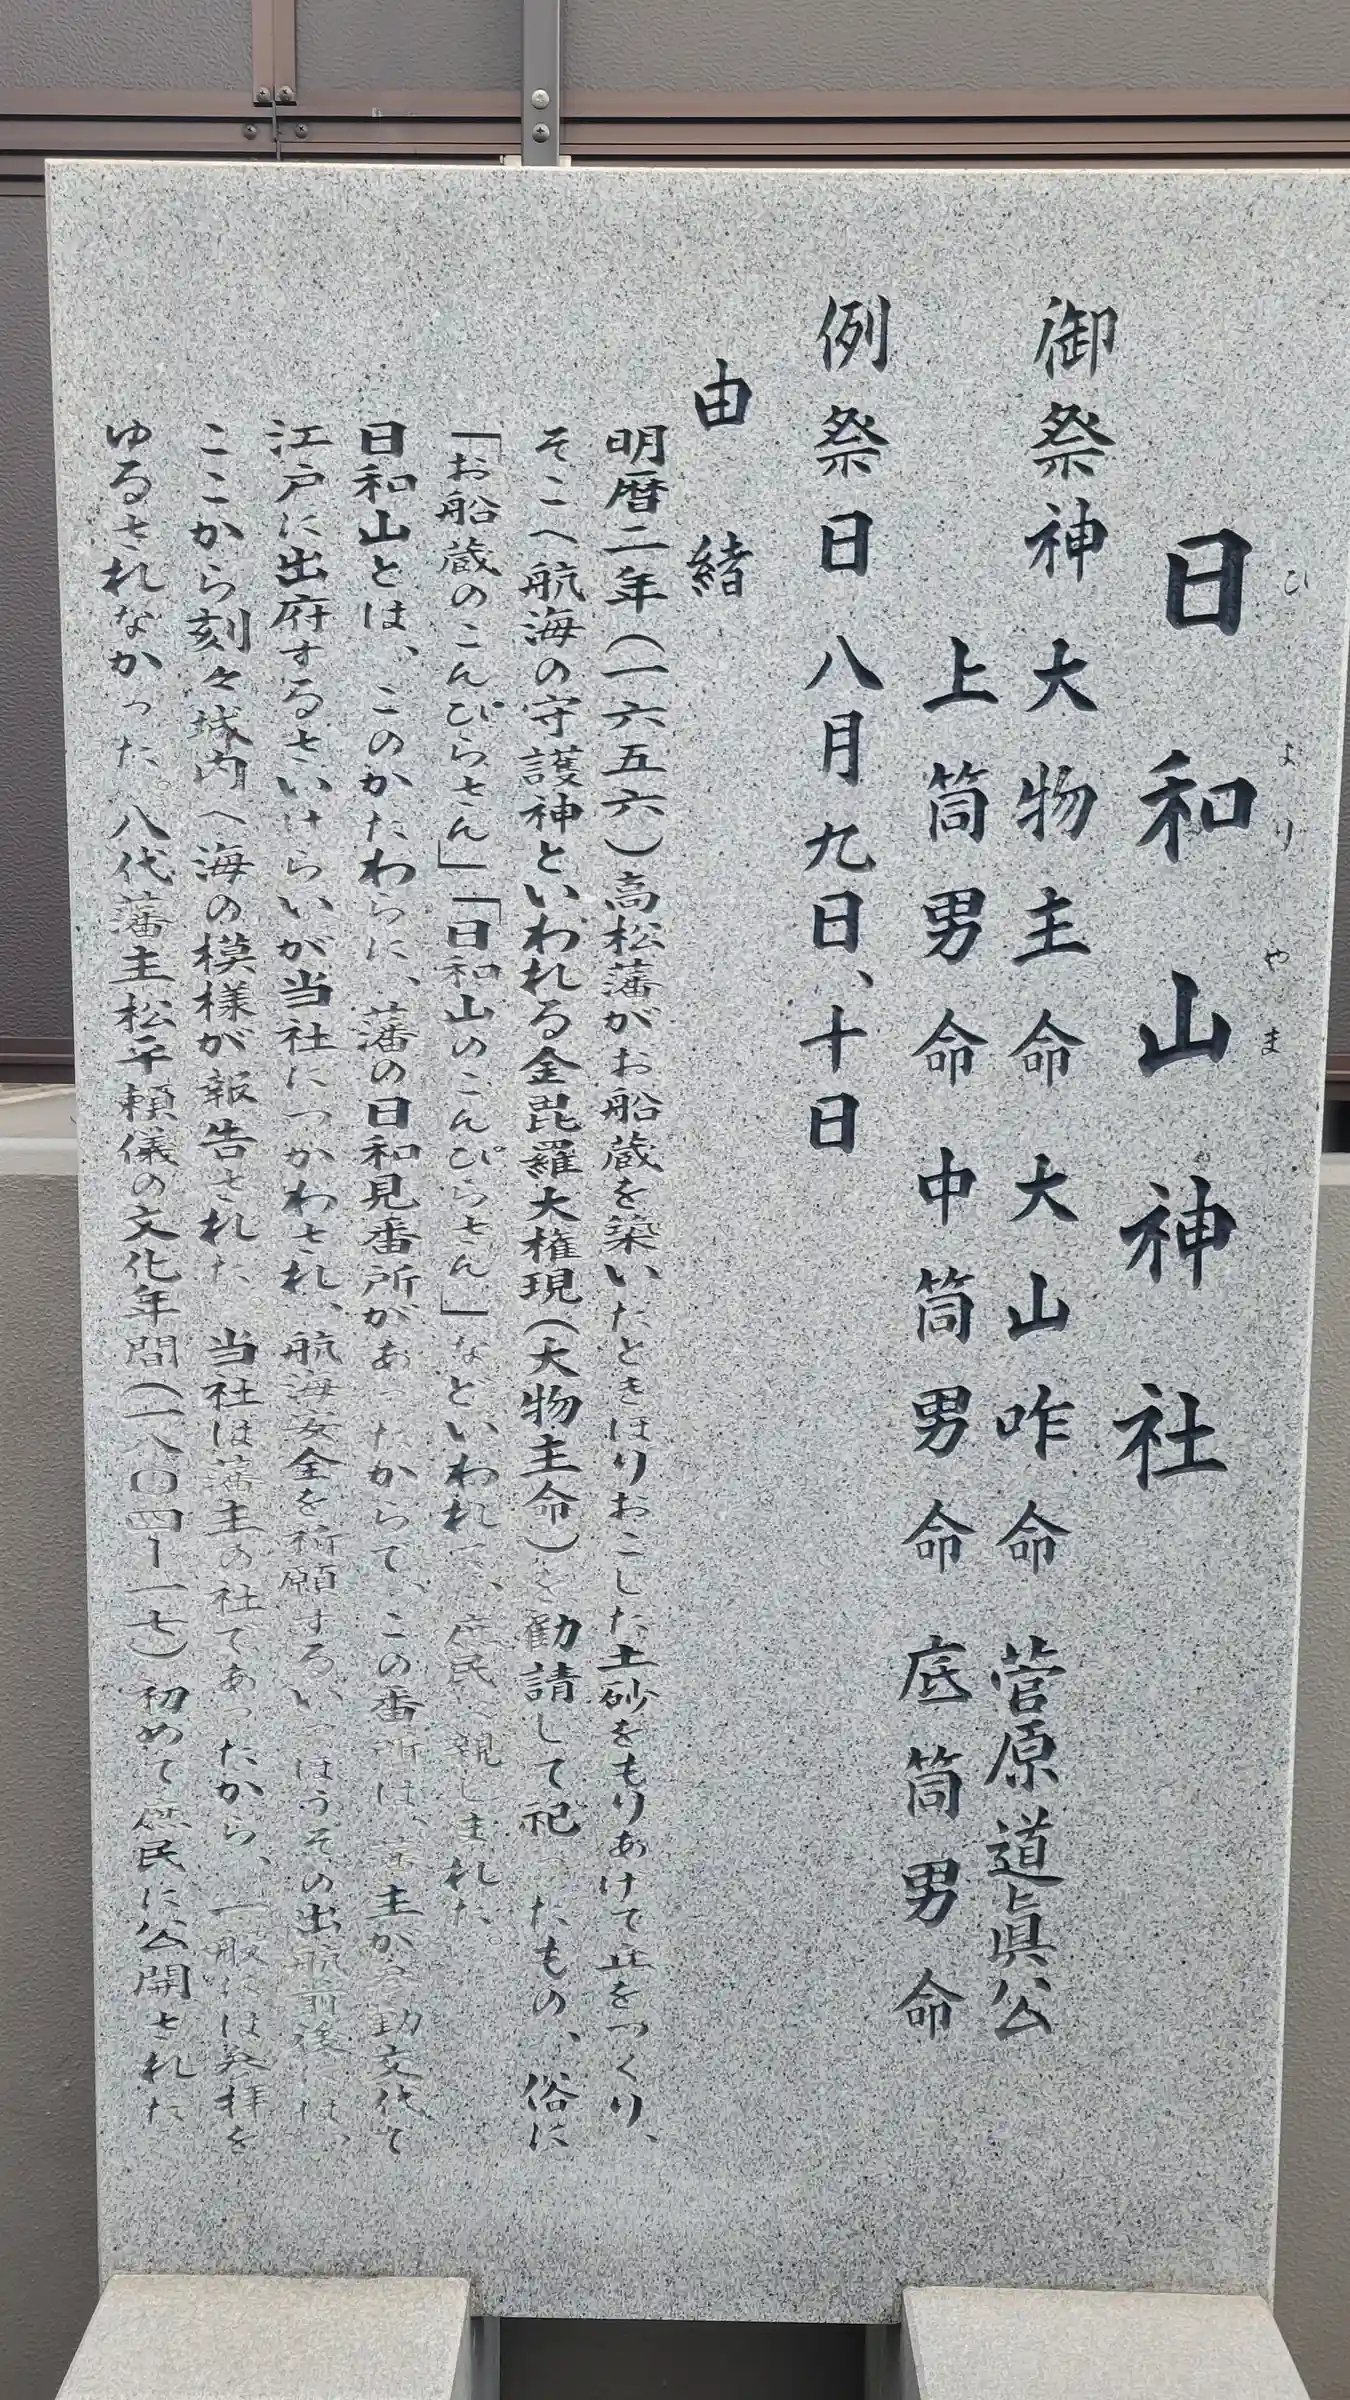 日和山神社
ひよりやま
御祭神 大物主命 大山咋命 菅原道眞公
上筒男命 中筒男命 底筒男命
例祭日 八月九日、十日
由緒
明暦二年(一六五六)高松藩がお船蔵を築いたときほりおこした土砂をもりあげて丘をつくり、
そこへ航海の守護神といわれる金毘羅大権現(大物主命)を勧請して祀ったもの、俗に
「お船蔵のこんぴらさん」「日和山のこんぴらさん」などといわれて、庶民へ親しまれた。
日和山とは、このかたわらに、藩の日和見番所があったからで、この番所は、藩主が参勤交代で
江戸に出府するさいけらいが当社につかわされ、航海安全を祈願するいっぽうその出航前後には、
ここから刻々城内へ海の模様が報告された 当社は藩主の社であったから、一般には参拝を
ゆるされなかった。八代藩主松平頼儀の文化年間(一八〇四ー一七)初めて庶民に公開された